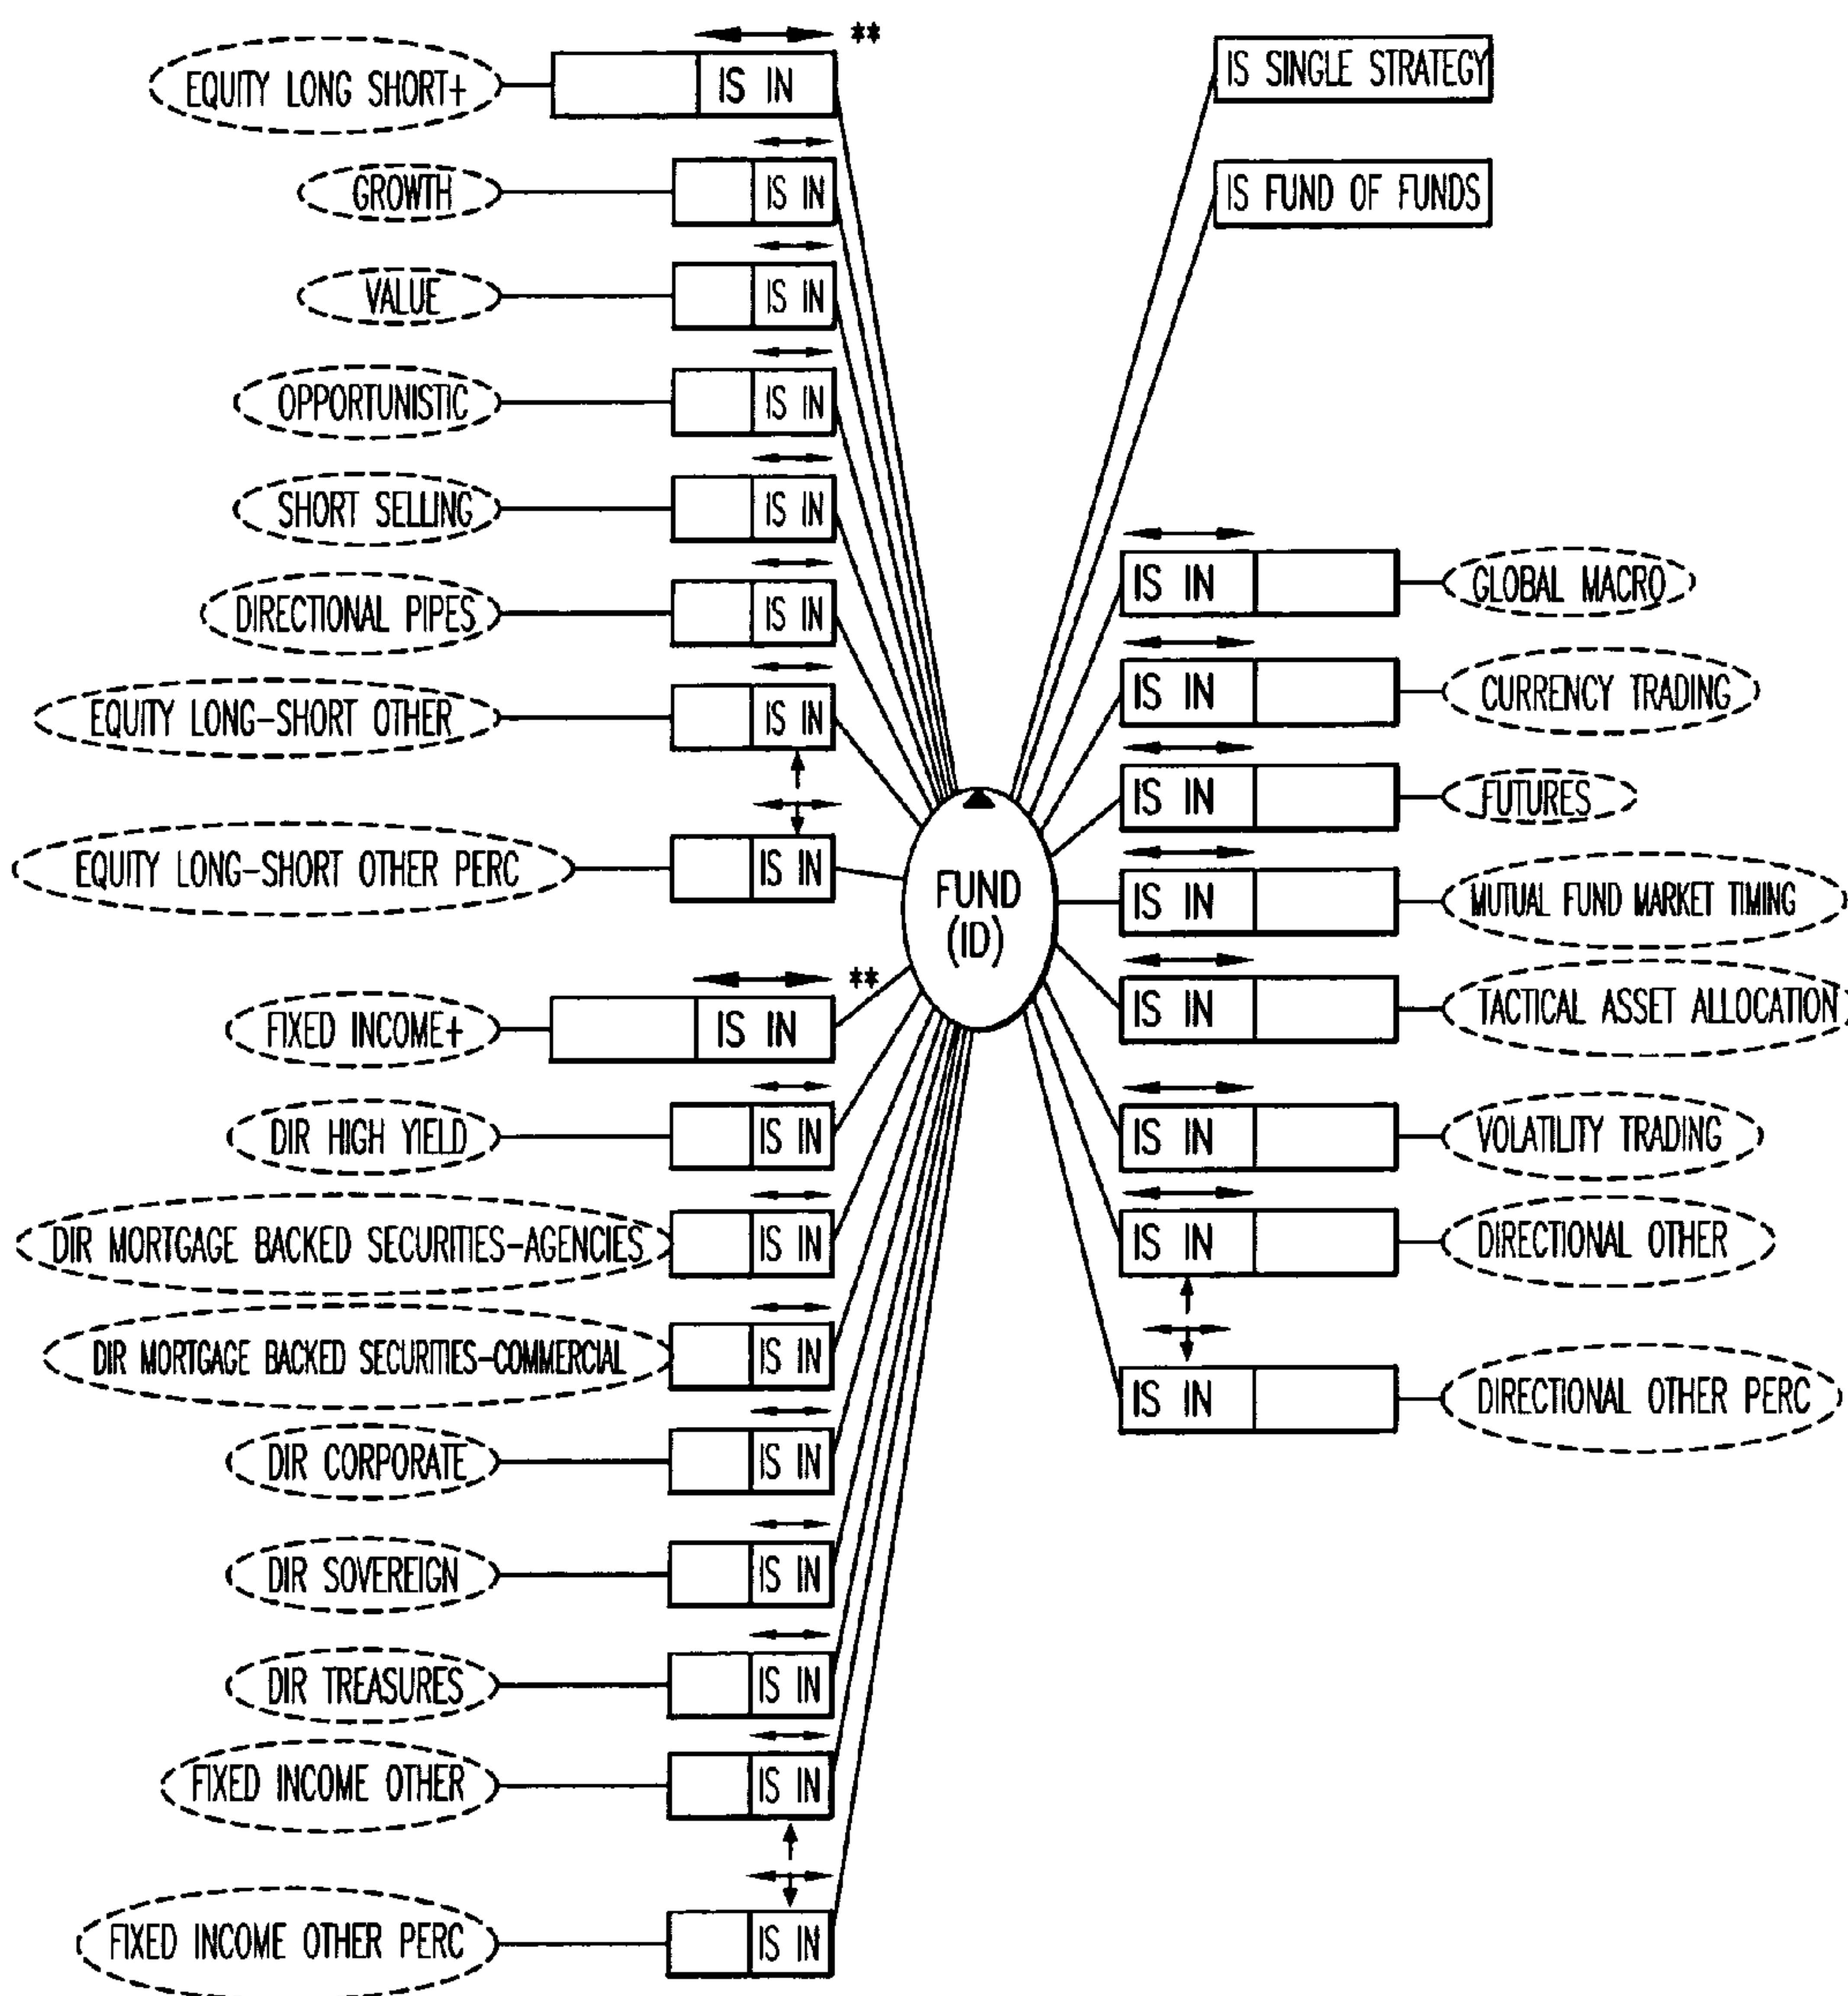 **
EQUITY LONG SHORT+
IS IN
GROWTH
IS IN
VALUE
IS IN
OPPORTUNISTIC
IS IN
SHORT SELLING
IS IN
DIRECTIONAL PIPES
IS IN
EQUITY LONG-SHORT OTHER
IS IN
EQUITY LONG-SHORT OTHER PERC
IS IN
**
FIXED INCOME+
IS IN
DIR HIGH YIELD
IS IN
DIR MORTGAGE BACKED SECURITIES-AGENCIES
IS IN
DIR MORTGAGE BACKED SECURITIES-COMMERCIAL
IS IN
DIR CORPORATE
IS IN
DIR SOVEREIGN
IS IN
DIR TREASURES
IS IN
FIXED INCOME OTHER
IS IN
FIXED INCOME OTHER PERC
IS IN
FUND
(ID)
IS SINGLE STRATEGY
IS FUND OF FUNDS
IS IN
GLOBAL MACRO
IS IN
CURRENCY TRADING
IS IN
FUTURES
IS IN
MUTUAL FUND MARKET TIMING
IS IN
TACTICAL ASSET ALLOCATION
IS IN
VOLATILITY TRADING
IS IN
DIRECTIONAL OTHER
IS IN
DIRECTIONAL OTHER PERC